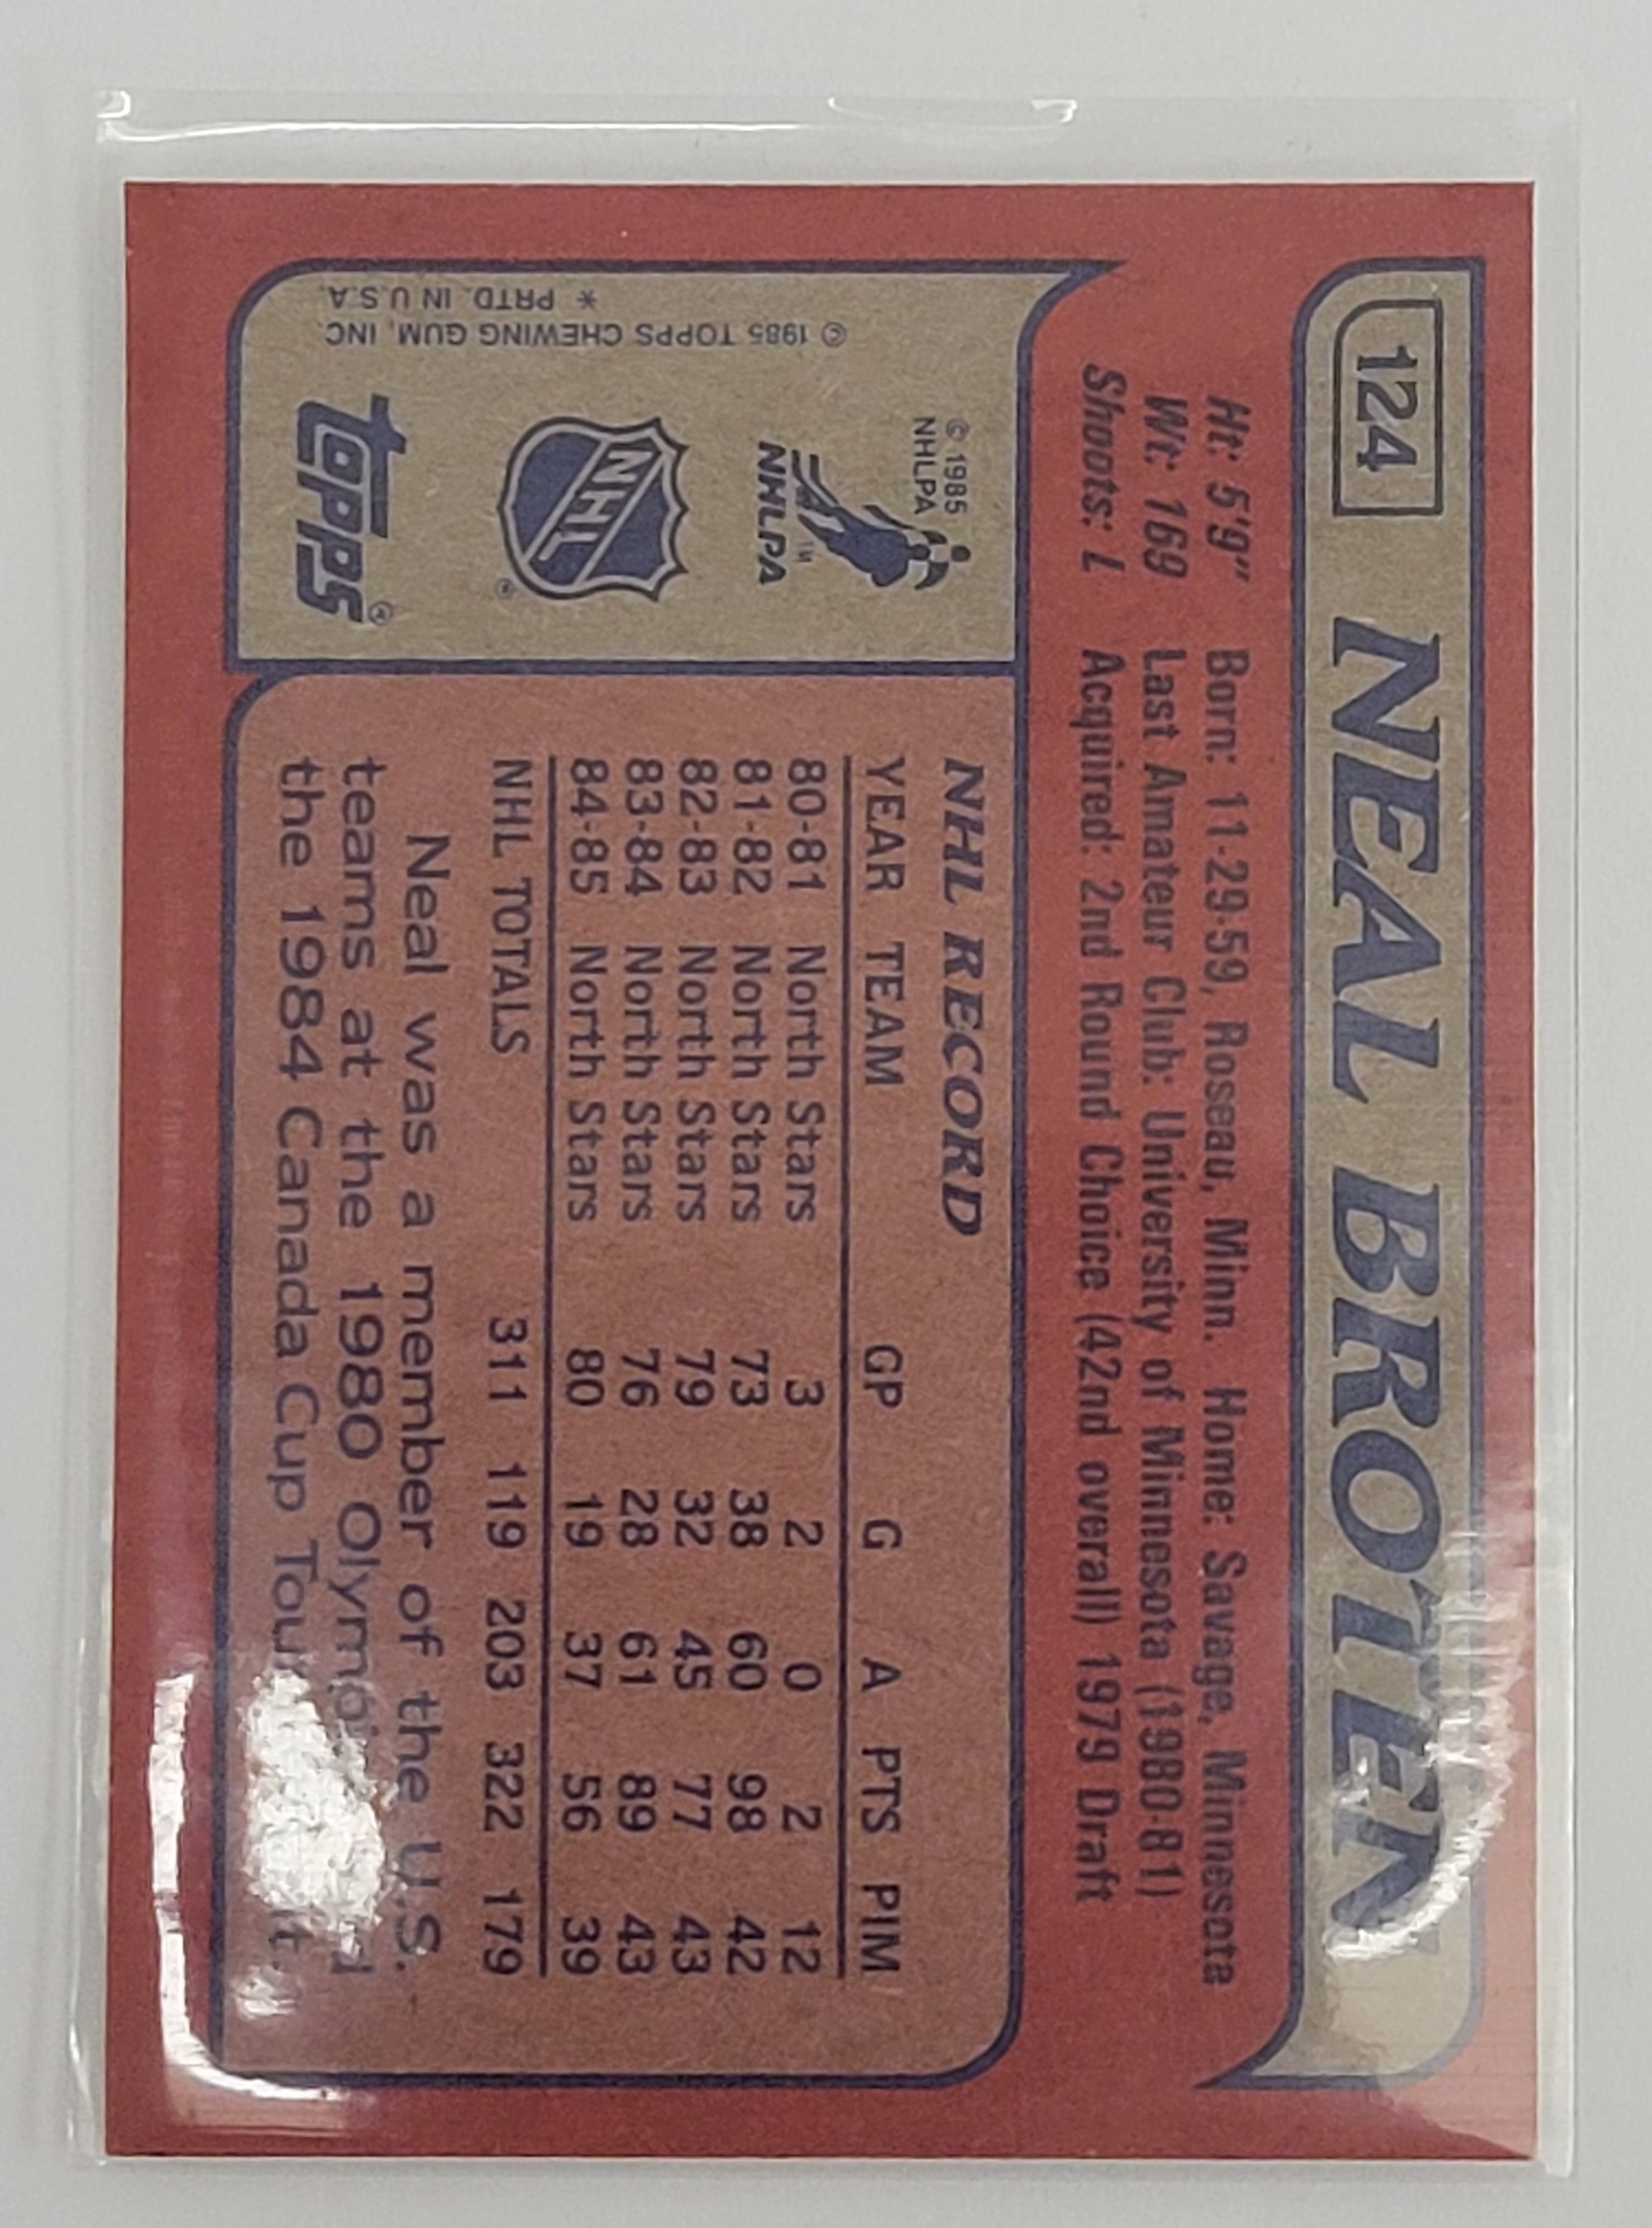 124 NEAL BROTEN
Ht: 5'9" Born: 11-29-59, Roseau, Minn. Home: Savage, Minnesota
Wt: 169 Last Amateur Club: University of Minnesota (1980-81)
Shoots: L Acquired: 2nd Round Choice (42nd overall) 1979 Draft
© 1985
NHLPA
NHLPA TM
NHL ®
TOPPS ®
© 1985 TOPPS CHEWING GUM, INC.
* PRTD. IN U.S.A.
NHL RECORD
YEAR TEAM GP G A PTS PIM
80-81 North Stars 3 2 0 2 12
81-82 North Stars 73 38 60 98 42
82-83 North Stars 79 32 45 77 43
83-84 North Stars 76 28 61 89 43
84-85 North Stars 80 19 37 56 39
NHL TOTALS 311 119 203 322 179
Neal was a member of the U.S.
teams at the 1980 Olympics
the 1984 Canada Cup